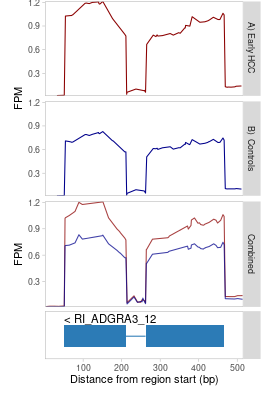 1.2
0.9
0.6
0.3
A) Early HCC
FPM
1.2
0.9
0.6
0.3
B) Controls
1.2
0.9
0.6
0.3
Combined
FPM
< RI_ADGRA3_12
100 200 300 400 500
Distance from region start (bp)